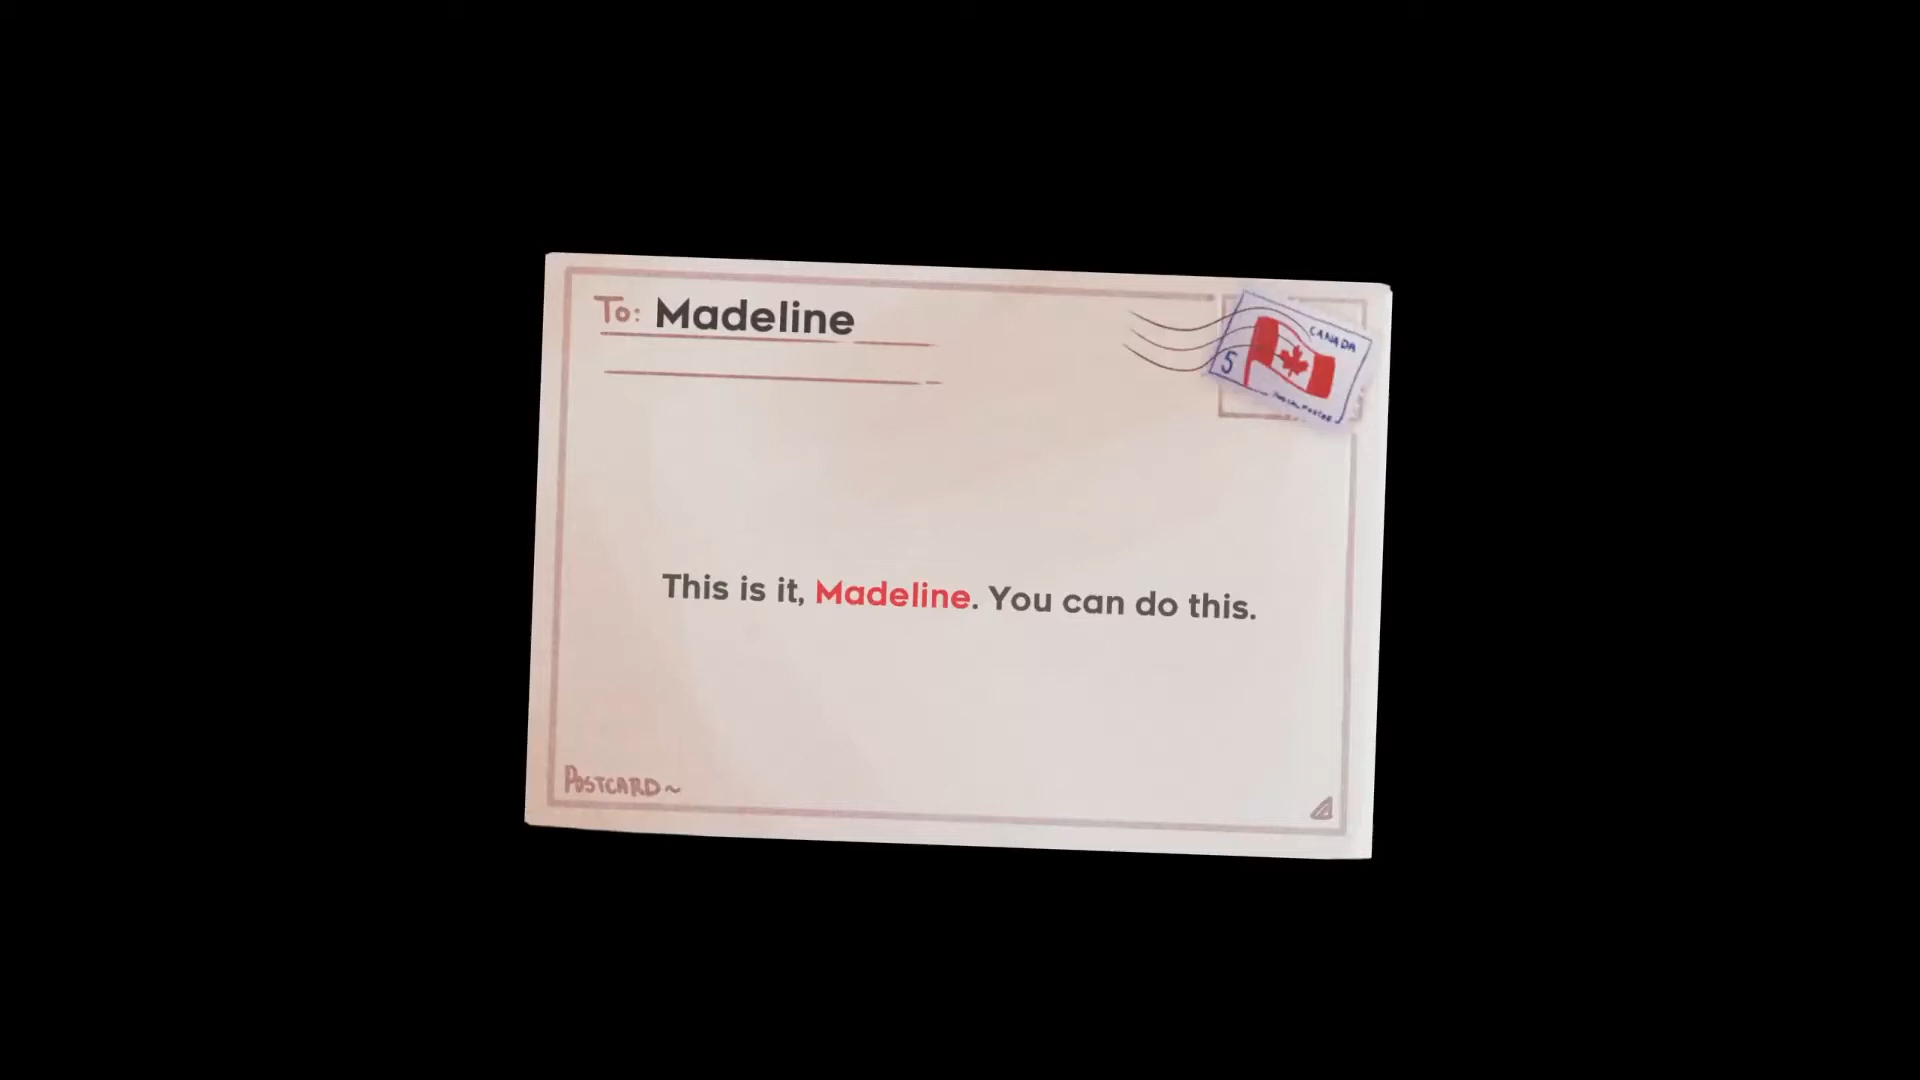 To: Madeline
CANADA
5
This is it, Madeline. You can do this.
POSTCARD~